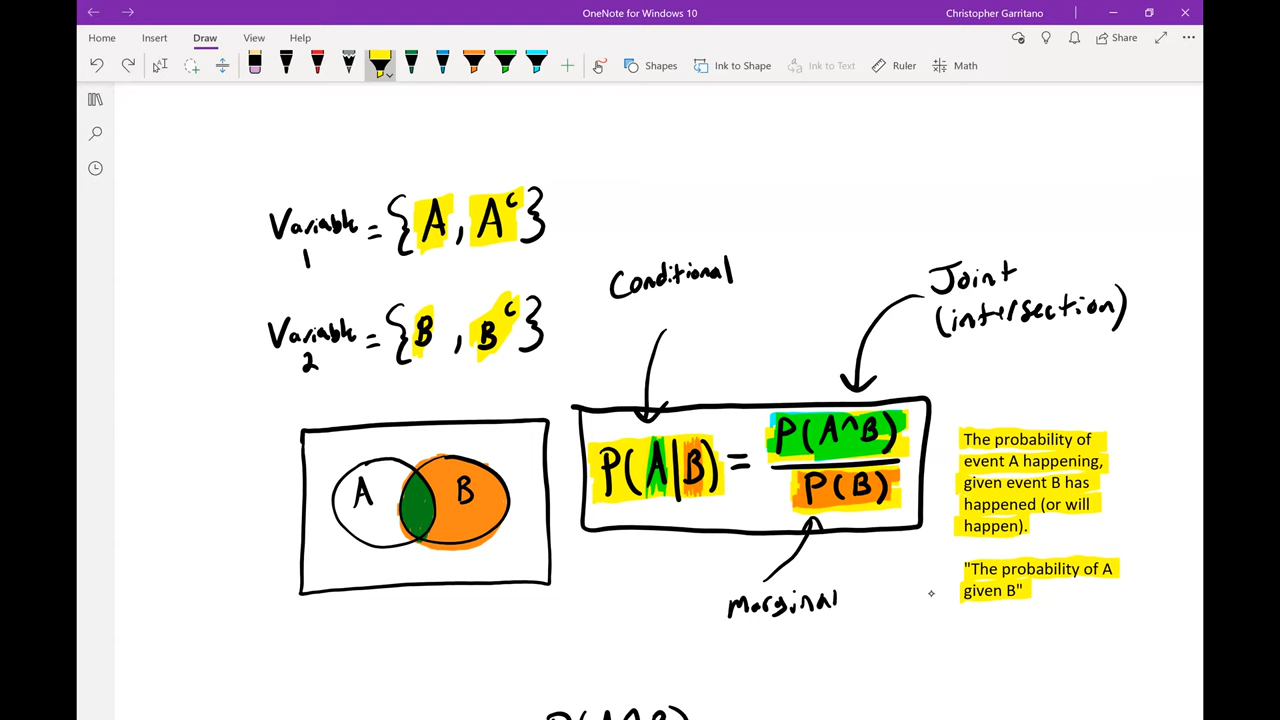 OneNote for Windows 10
Christopher Garritano
Home Insert Draw View Help
Share
Shapes Ink to Shape Ink to Text Ruler Math
Variable 1 = {A, Aᶜ}
Variable 2 = {B, Bᶜ}
Conditional
Joint
(intersection)
P(A|B) = P(A^B)
P(B)
A B
marginal
The probability of
event A happening,
given event B has
happened (or will
happen).
"The probability of A
given B"
P(A^B)